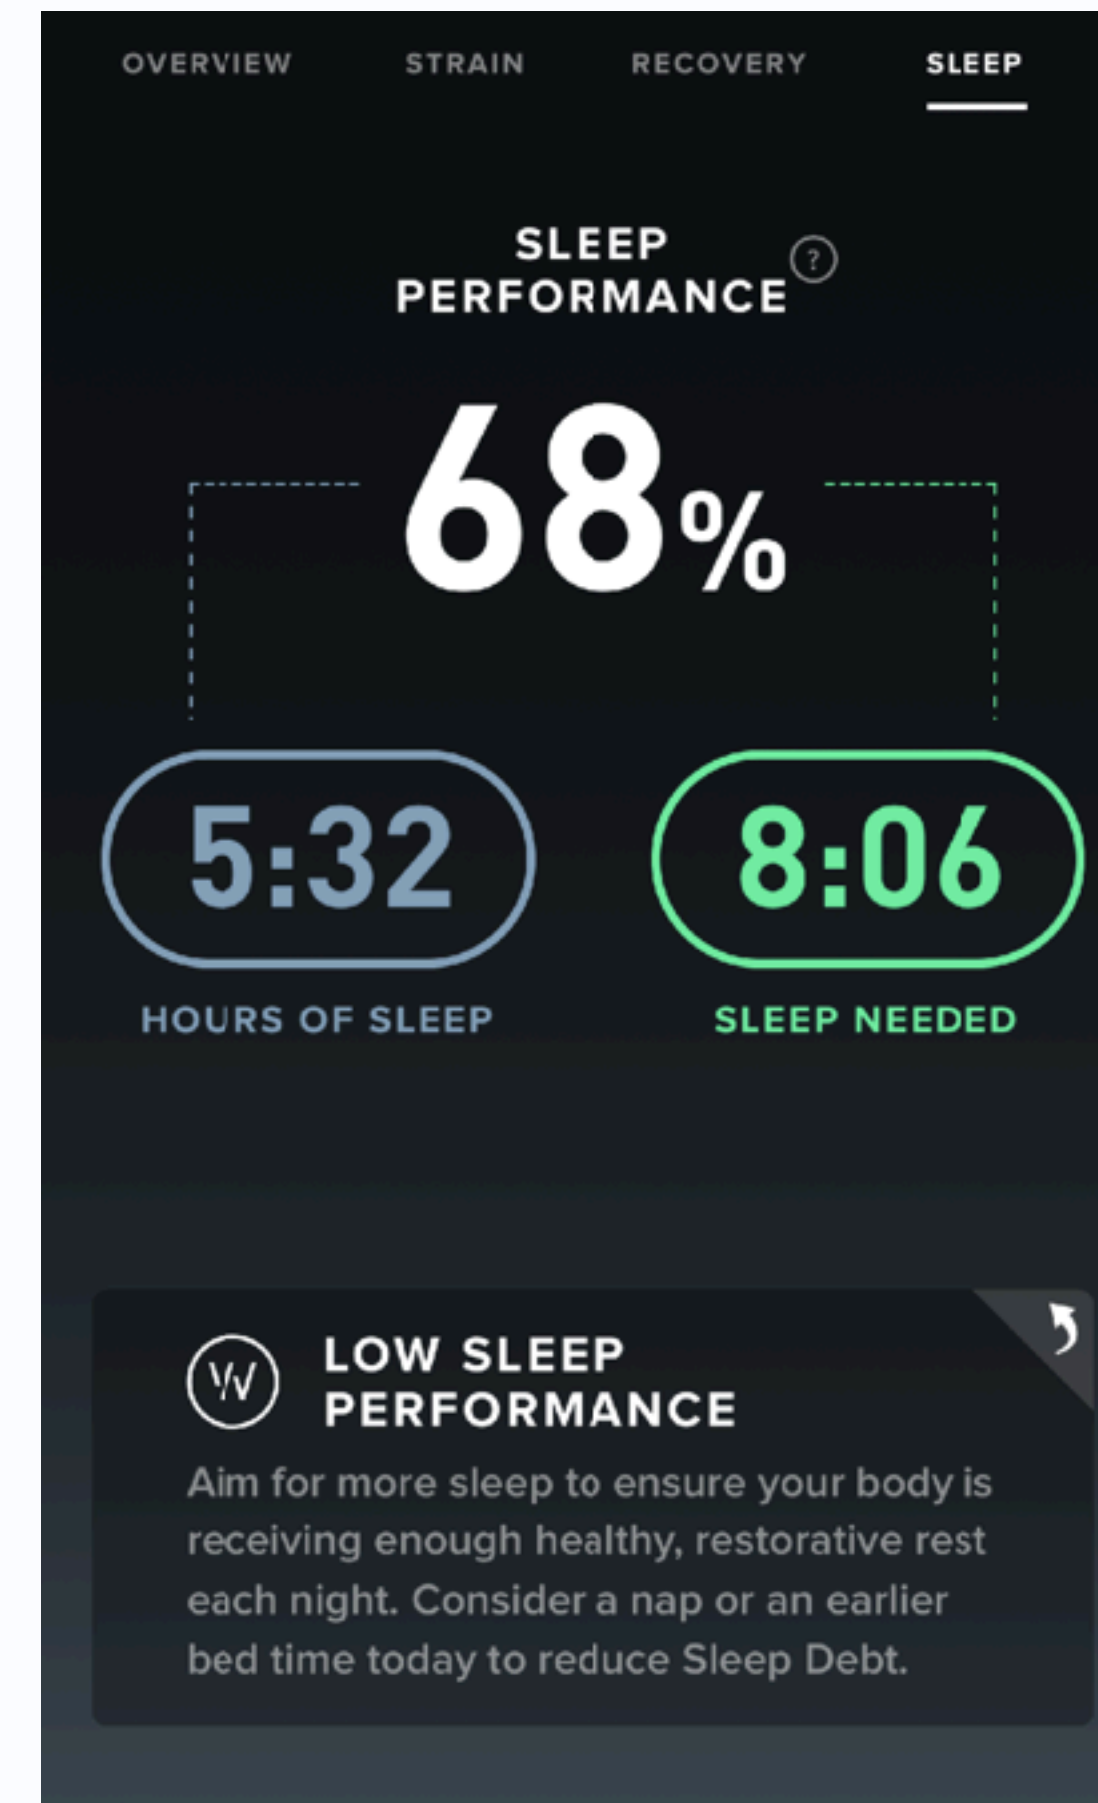 OVERVIEW STRAIN RECOVERY SLEEP
SLEEP
PERFORMANCE ?
68%
5:32 8:06
HOURS OF SLEEP SLEEP NEEDED
W
LOW SLEEP
PERFORMANCE
Aim for more sleep to ensure your body is
receiving enough healthy, restorative rest
each night. Consider a nap or an earlier
bed time today to reduce Sleep Debt.